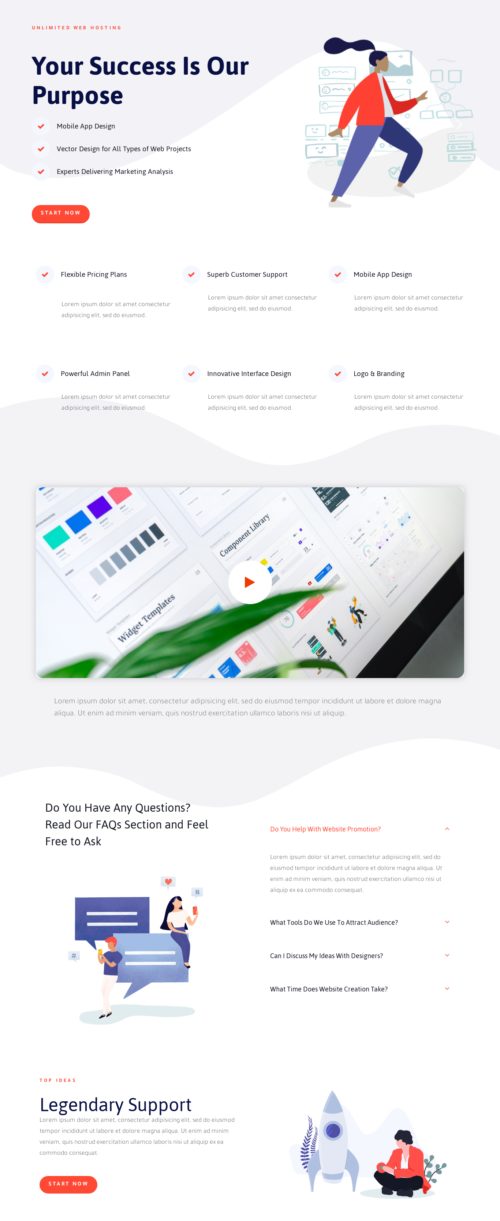 UNLIMITED WEB HOSTING
Your Success Is Our
Purpose
Mobile App Design
Vector Design for All Types of Web Projects
Experts Delivering Marketing Analysis
START NOW
Flexible Pricing Plans
Superb Customer Support
Mobile App Design
Lorem ipsum dolor sit amet consectetur
adipisicing elit, sed do eiusmod.
Lorem ipsum dolor sit amet consectetur
adipisicing elit, sed do eiusmod.
Lorem ipsum dolor sit amet consectetur
adipisicing elit, sed do eiusmod.
Powerful Admin Panel
Innovative Interface Design
Logo & Branding
Lorem ipsum dolor sit amet consectetur
adipisicing elit, sed do eiusmod.
Lorem ipsum dolor sit amet consectetur
adipisicing elit, sed do eiusmod.
Lorem ipsum dolor sit amet consectetur
adipisicing elit, sed do eiusmod.
Component Library
Widget Templates
Lorem ipsum dolor sit amet, consectetur adipisicing elit, sed do eiusmod tempor incididunt ut labore et dolore magna
aliqua. Ut enim ad minim veniam, quis nostrud exercitation ullamco laboris nisi ut aliquip.
Do You Have Any Questions?
Read Our FAQs Section and Feel
Free to Ask
Do You Help With Website Promotion?
Lorem ipsum dolor sit amet, consectetur adipisicing elit, sed do
eiusmod tempor incididunt ut labore et dolore magna aliqua. Ut
enim ad minim veniam, quis nostrud exercitation ullamco laboris nisi ut
aliquip ex ea commodo consequat.
What Tools Do We Use To Attract Audience?
Can I Discuss My Ideas With Designers?
What Time Does Website Creation Take?
TOP IDEAS
Legendary Support
Lorem ipsum dolor sit amet, consectetur adipisicing elit, sed do eiusmod
tempor incididunt ut labore et dolore magna aliqua. Ut enim ad minim
veniam, quis nostrud exercitation ullamco laboris nisi ut aliquip ex ea
commodo consequat.
START NOW